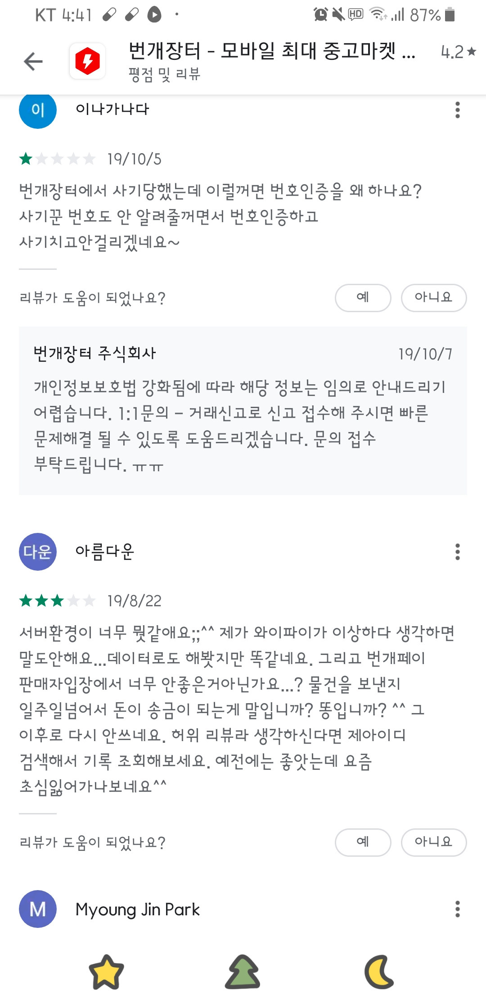 KT 4:41 HD 87%
번개장터 - 모바일 최대 중고마켓 ... 4.2★
평점 및 리뷰
이 이나가나다
19/10/5
번개장터에서 사기당했는데 이럴꺼면 번호인증을 왜 하나요?
사기꾼 번호도 안 알려줄꺼면서 번호인증하고
사기치고안걸리겠네요~
리뷰가 도움이 되었나요? 예 아니요
번개장터 주식회사 19/10/7
개인정보보호법 강화됨에 따라 해당 정보는 임의로 안내드리기
어렵습니다. 1:1문의 – 거래신고로 신고 접수해 주시면 빠른
문제해결 될 수 있도록 도움드리겠습니다. 문의 접수
부탁드립니다. ㅠㅠ
다운 아름다운
19/8/22
서버환경이 너무 뭣같애요;;^^ 제가 와이파이가 이상하다 생각하면
말도안해요...데이터로도 해봣지만 똑같네요. 그리고 번개페이
판매자입장에서 너무 안좋은거아닌가요...? 물건을 보낸지
일주일넘어서 돈이 송금이 되는게 말입니까? 똥입니까? ^^ 그
이후로 다시 안쓰네요. 허위 리뷰라 생각하신다면 제아이디
검색해서 기록 조회해보세요. 예전에는 좋앗는데 요즘
초심잃어가나보네요^^
리뷰가 도움이 되었나요? 예 아니요
M Myoung Jin Park